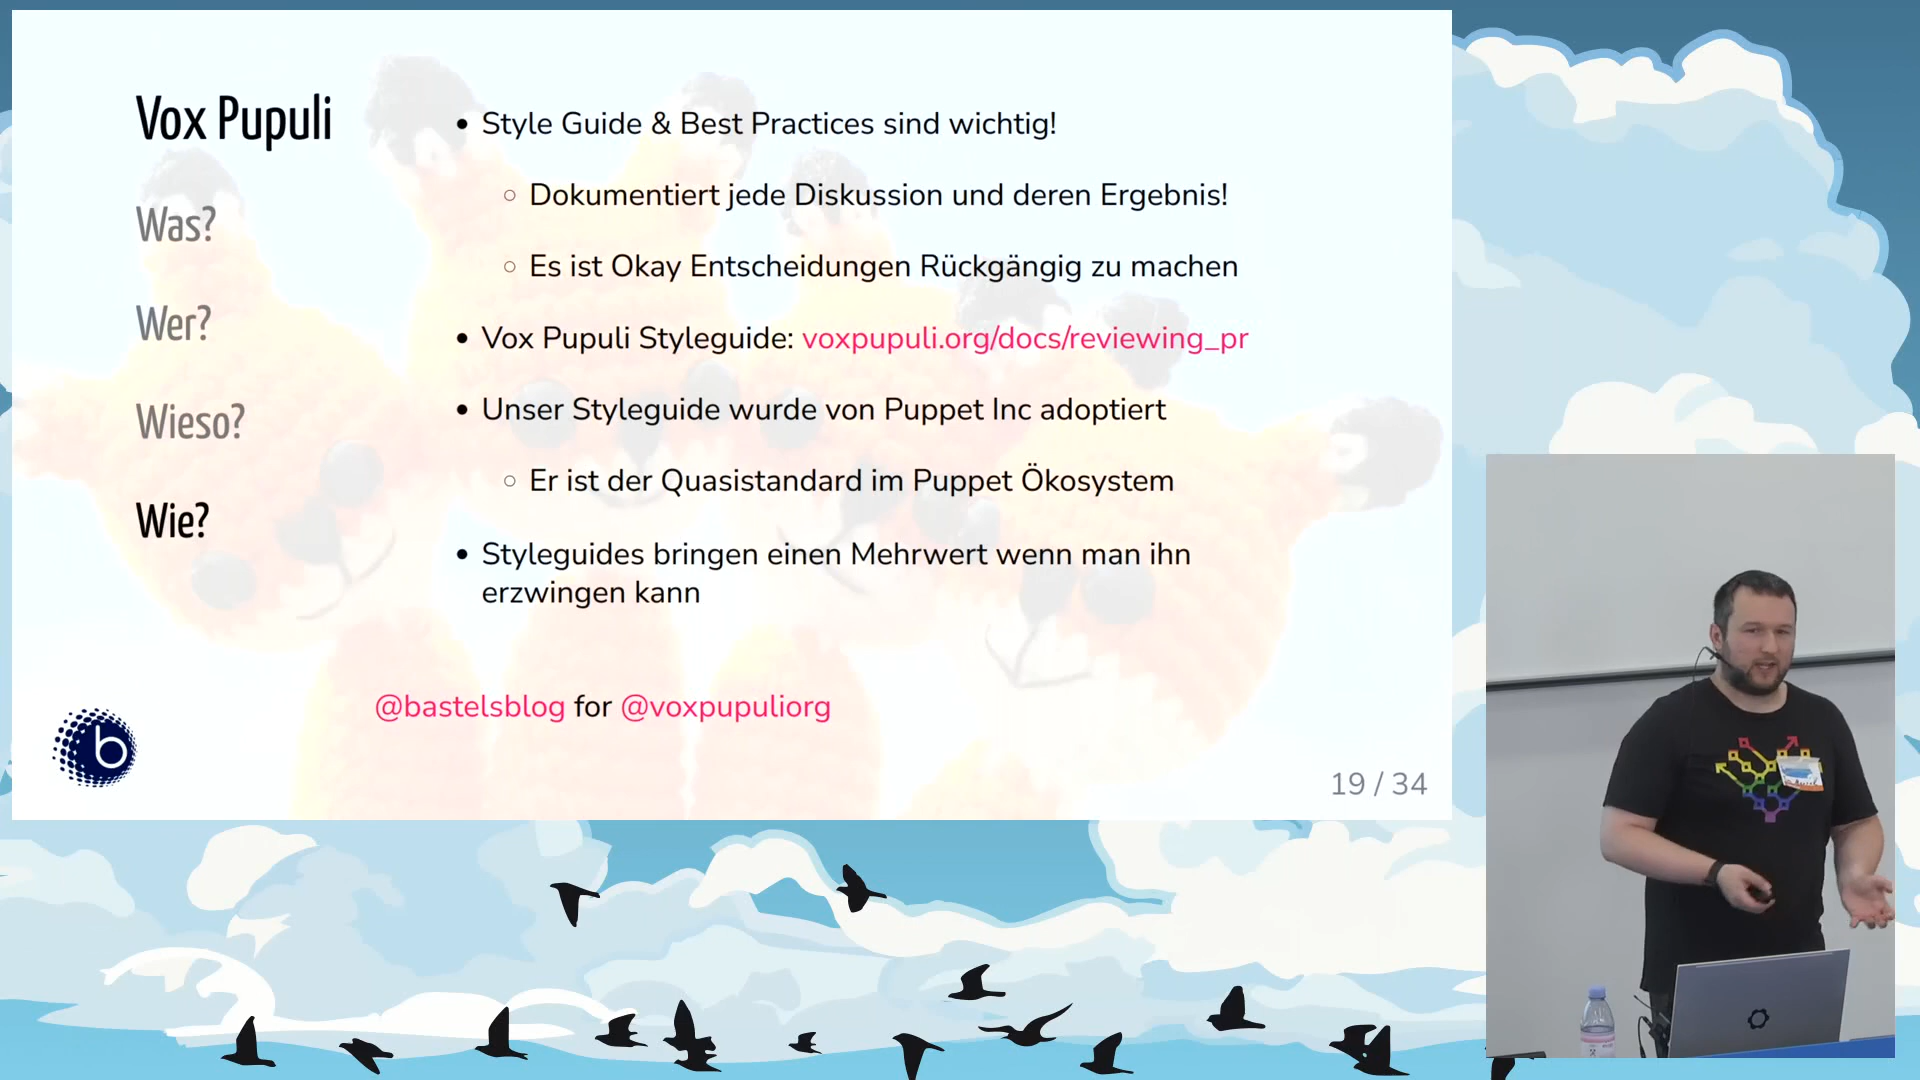 Vox Pupuli
Was?
Wer?
Wieso?
Wie?
Style Guide & Best Practices sind wichtig!
Dokumentiert jede Diskussion und deren Ergebnis!
Es ist Okay Entscheidungen Rückgängig zu machen
Vox Pupuli Styleguide: voxpupuli.org/docs/reviewing_pr
Unser Styleguide wurde von Puppet Inc adoptiert
Er ist der Quasistandard im Puppet Ökosystem
Styleguides bringen einen Mehrwert wenn man ihn
erzwingen kann
@bastelsblog for @voxpupuliorg
b
19 / 34